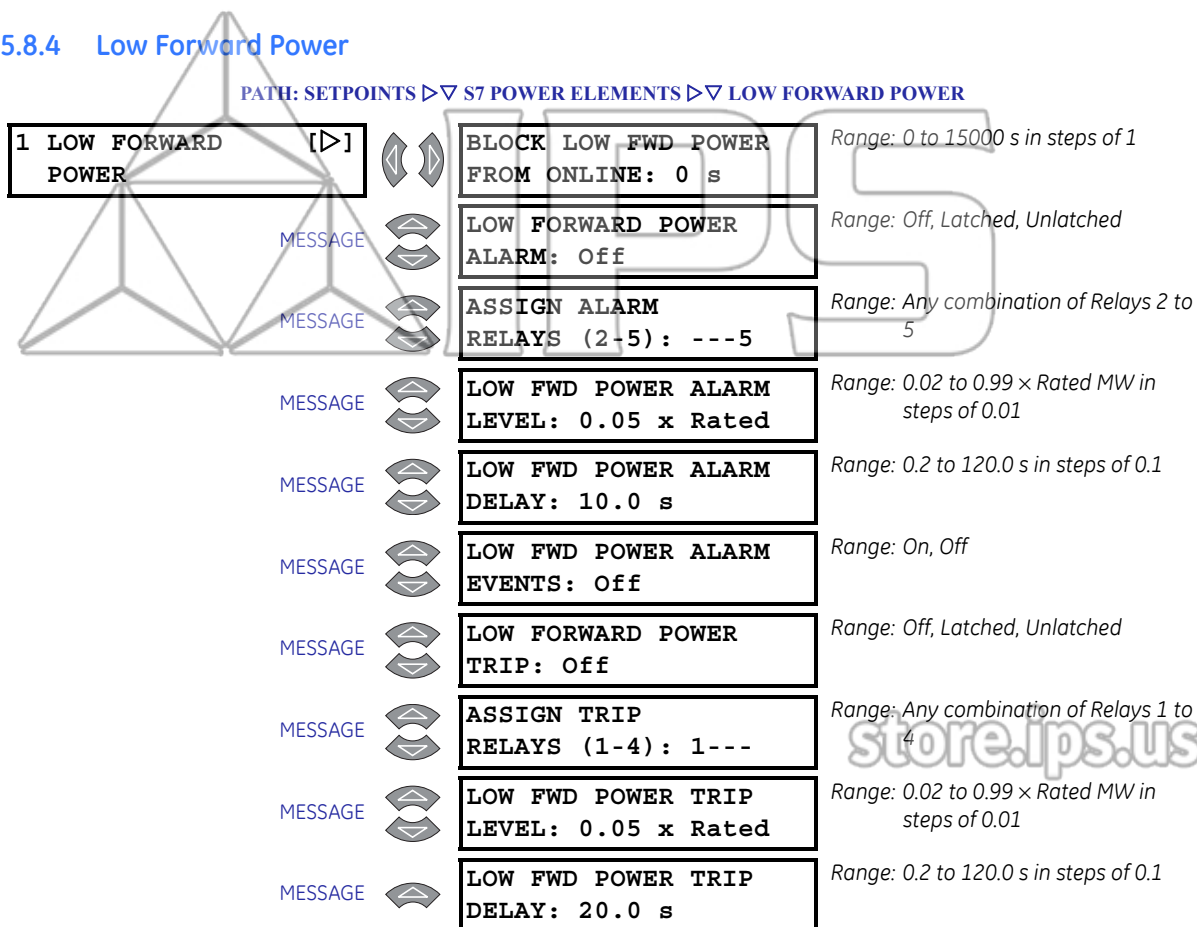 5.8.4 Low Forward Power
PATH: SETPOINTS ▷▽ S7 POWER ELEMENTS ▷▽ LOW FORWARD POWER
1 LOW FORWARD [▷]
POWER
BLOCK LOW FWD POWER
FROM ONLINE: 0 s
Range: 0 to 15000 s in steps of 1
MESSAGE
LOW FORWARD POWER
ALARM: Off
Range: Off, Latched, Unlatched
MESSAGE
ASSIGN ALARM
RELAYS (2-5): ---5
Range: Any combination of Relays 2 to
5
MESSAGE
LOW FWD POWER ALARM
LEVEL: 0.05 x Rated
Range: 0.02 to 0.99 × Rated MW in
steps of 0.01
MESSAGE
LOW FWD POWER ALARM
DELAY: 10.0 s
Range: 0.2 to 120.0 s in steps of 0.1
MESSAGE
LOW FWD POWER ALARM
EVENTS: Off
Range: On, Off
MESSAGE
LOW FORWARD POWER
TRIP: Off
Range: Off, Latched, Unlatched
MESSAGE
ASSIGN TRIP
RELAYS (1-4): 1---
Range: Any combination of Relays 1 to
4
MESSAGE
LOW FWD POWER TRIP
LEVEL: 0.05 x Rated
Range: 0.02 to 0.99 × Rated MW in
steps of 0.01
MESSAGE
LOW FWD POWER TRIP
DELAY: 20.0 s
Range: 0.2 to 120.0 s in steps of 0.1
IPS
store.ips.us